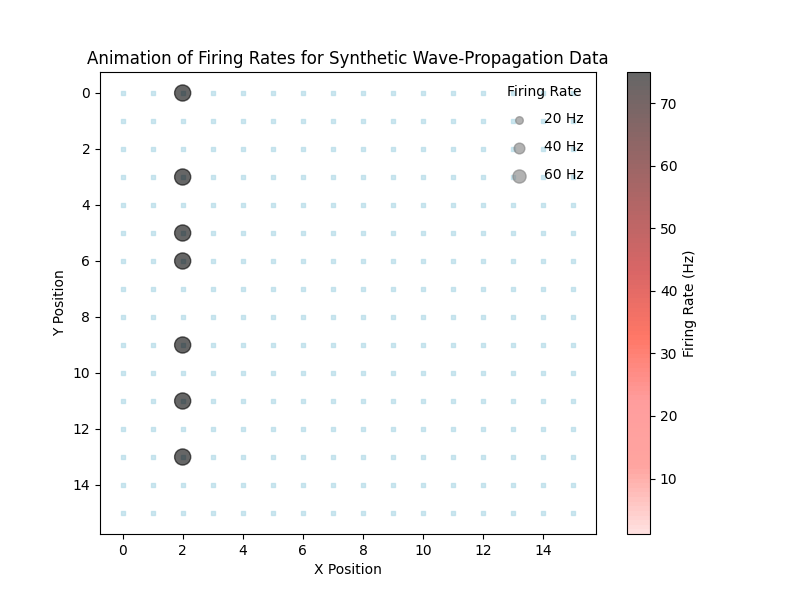 Animation of Firing Rates for Synthetic Wave-Propagation Data
Firing Rate
20 Hz
40 Hz
60 Hz
0
2
4
6
8
10
12
14
Y Position
0 2 4 6 8 10 12 14
X Position
70
60
50
40
30
20
10
Firing Rate (Hz)